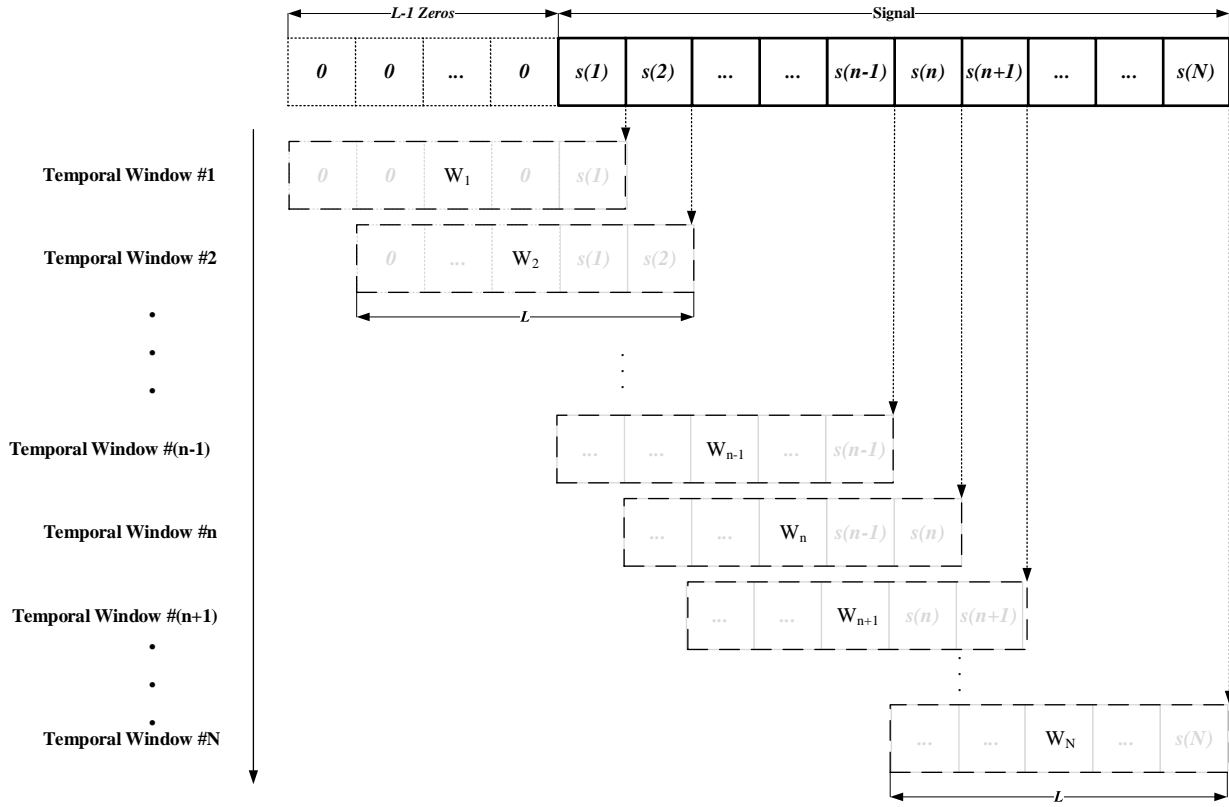 L-1 Zeros Signal
0 0 ... 0 s(1) s(2) ... ... s(n-1) s(n) s(n+1) ... ... s(N)
Temporal Window #1 0 0 W₁ 0 s(1)
Temporal Window #2 0 ... W₂ s(1) s(2)
L
Temporal Window #(n-1) ... ... Wₙ₋₁ ... s(n-1)
Temporal Window #n ... ... Wₙ s(n-1) s(n)
Temporal Window #(n+1) ... ... Wₙ₊₁ s(n) s(n+1)
Temporal Window #N ... ... W_N ... s(N)
L